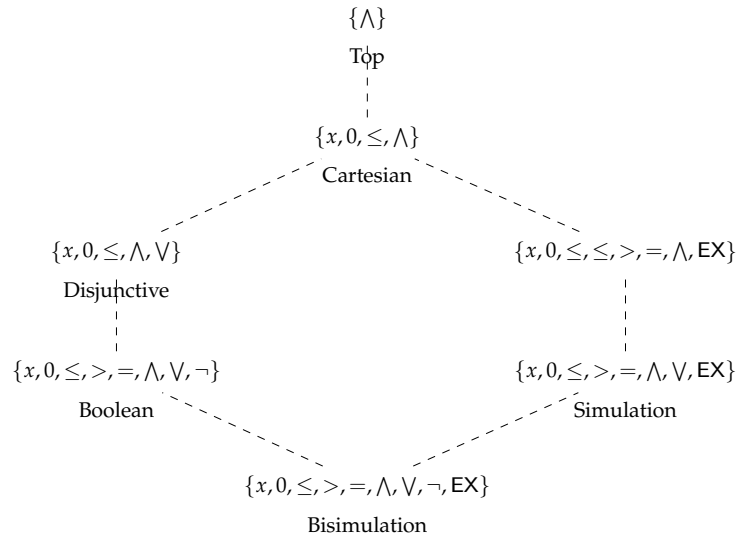 {⋀}
Top
{x, 0, ≤, ⋀}
Cartesian
{x, 0, ≤, ⋀, ⋁}
{x, 0, ≤, ≤, >, =, ⋀, EX}
Disjunctive
{x, 0, ≤, >, =, ⋀, ⋁, ¬}
{x, 0, ≤, >, =, ⋀, ⋁, EX}
Boolean
Simulation
{x, 0, ≤, >, =, ⋀, ⋁, ¬, EX}
Bisimulation